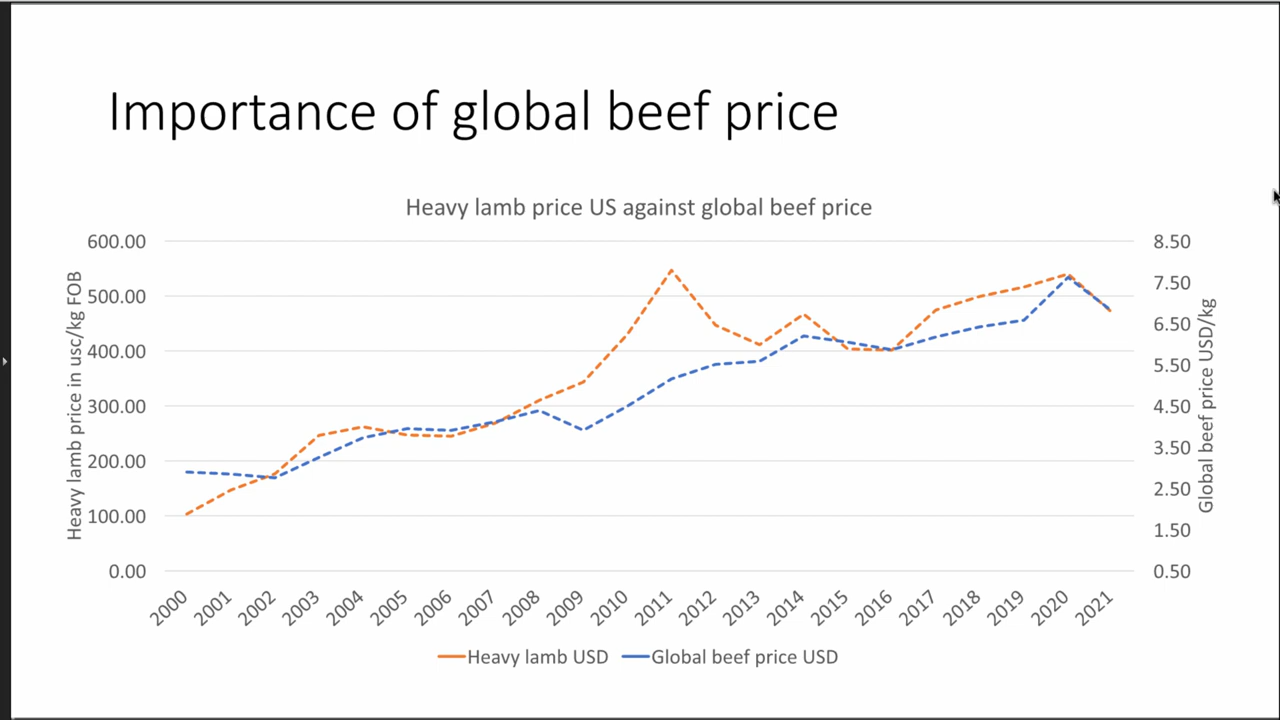 Importance of global beef price
Heavy lamb price US against global beef price
600.00
500.00
400.00
300.00
200.00
100.00
0.00
Heavy lamb price in usc/kg FOB
8.50
7.50
6.50
5.50
4.50
3.50
2.50
1.50
0.50
Global beef price USD/kg
2000 2001 2002 2003 2004 2005 2006 2007 2008 2009 2010 2011 2012 2013 2014 2015 2016 2017 2018 2019 2020 2021
Heavy lamb USD Global beef price USD